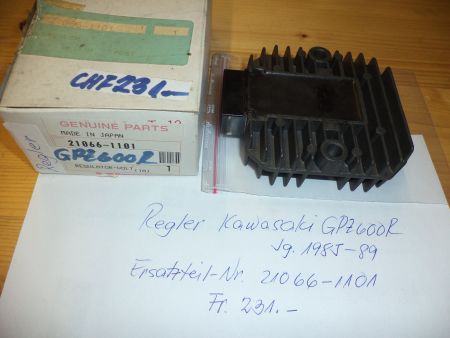 CHF 231.-
GENUINE PARTS
MADE IN JAPAN
21066-1101
GPZ600R
REGULATOR-VOLT(IN)
1
Regler
Regler Kawasaki GPZ600R
Jg. 1985-89
Ersatzteil-Nr. 21066-1101
Fr. 231.-